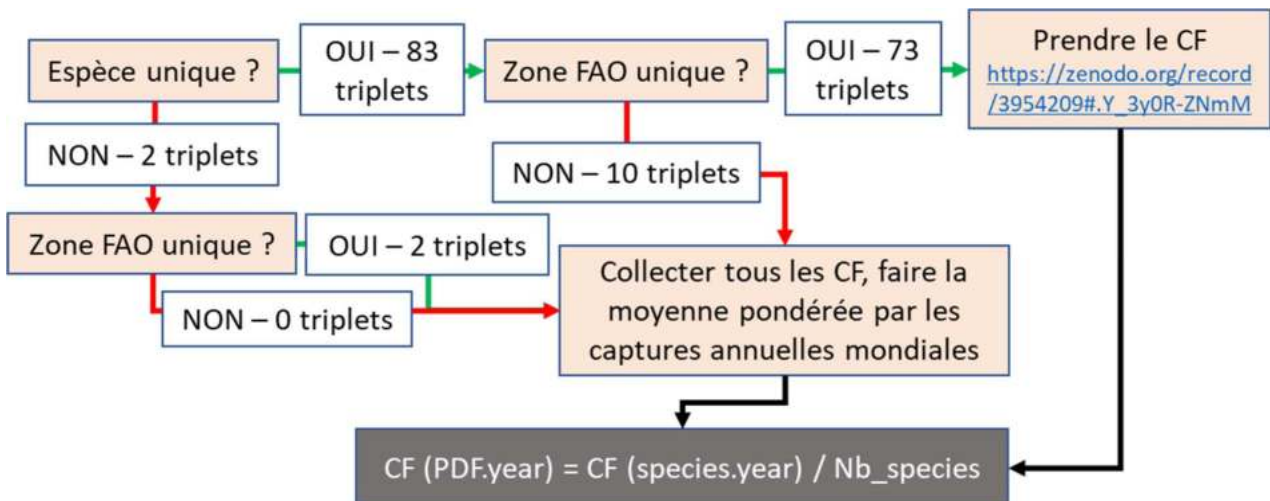 Espèce unique ?
OUI – 83
triplets
Zone FAO unique ?
OUI – 73
triplets
Prendre le CF
https://zenodo.org/record
/3954209#.Y_3y0R-ZNmM
NON – 2 triplets
NON – 10 triplets
Zone FAO unique ?
OUI – 2 triplets
NON – 0 triplets
Collecter tous les CF, faire la
moyenne pondérée par les
captures annuelles mondiales
CF (PDF.year) = CF (species.year) / Nb_species